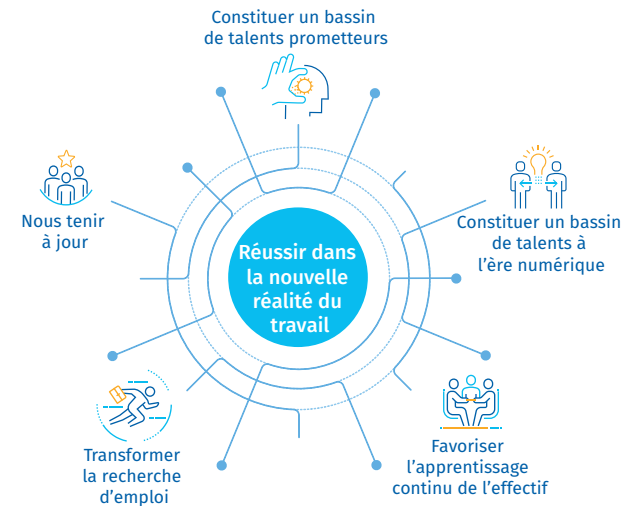 Constituer un bassin
de talents prometteurs
Nous tenir
à jour
Constituer un bassin
de talents à
l'ère numérique
Réussir dans
la nouvelle
réalité du
travail
Transformer
la recherche
d'emploi
Favoriser
l'apprentissage
continu de l'effectif